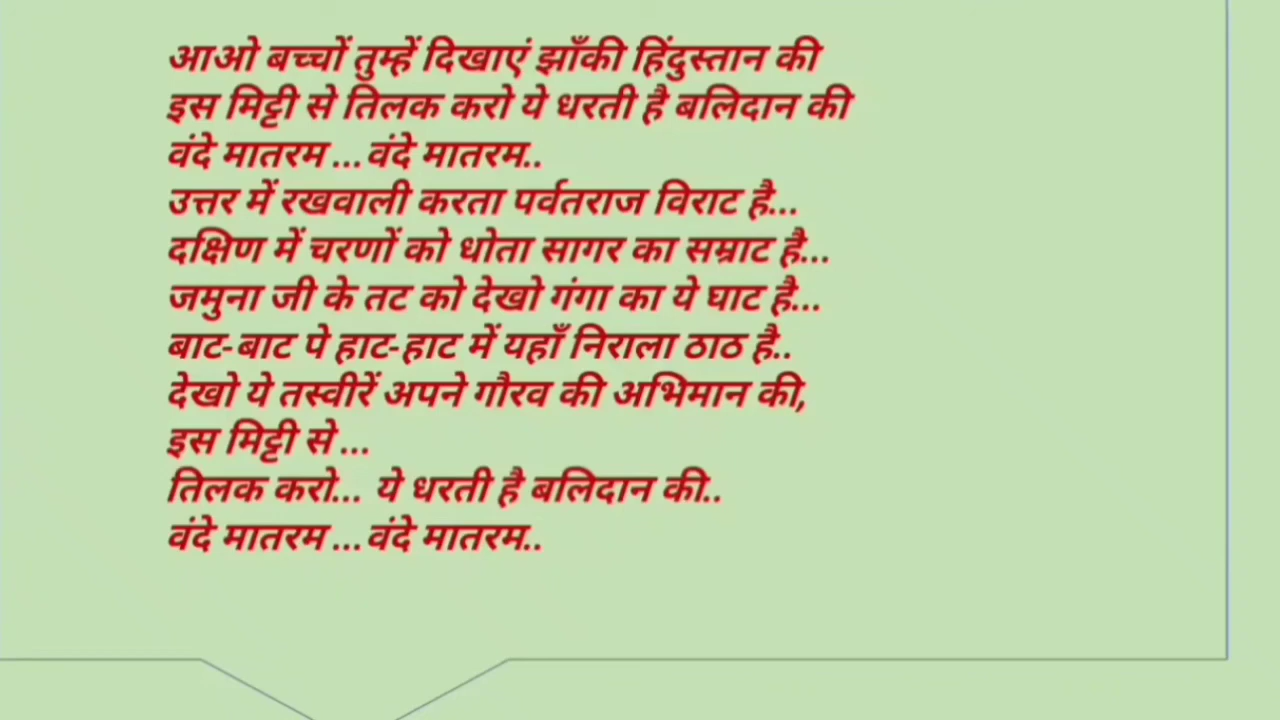 आओ बच्चों तुम्हें दिखाएं झाँकी हिंदुस्तान की
इस मिट्टी से तिलक करो ये धरती है बलिदान की
वंदे मातरम ... वंदे मातरम..
उत्तर में रखवाली करता पर्वतराज विराट है...
दक्षिण में चरणों को धोता सागर का सम्राट है...
जमुना जी के तट को देखो गंगा का ये घाट है...
बाट-बाट पे हाट-हाट में यहाँ निराला ठाठ है..
देखो ये तस्वीरें अपने गौरव की अभिमान की,
इस मिट्टी से ...
तिलक करो... ये धरती है बलिदान की..
वंदे मातरम ... वंदे मातरम..